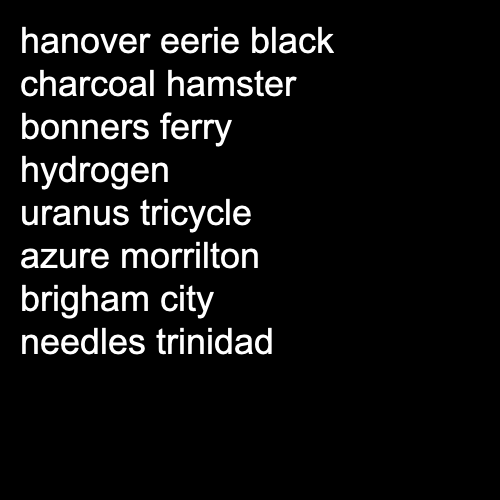 hanover eerie black
charcoal hamster
bonners ferry
hydrogen
uranus tricycle
azure morrilton
brigham city
needles trinidad